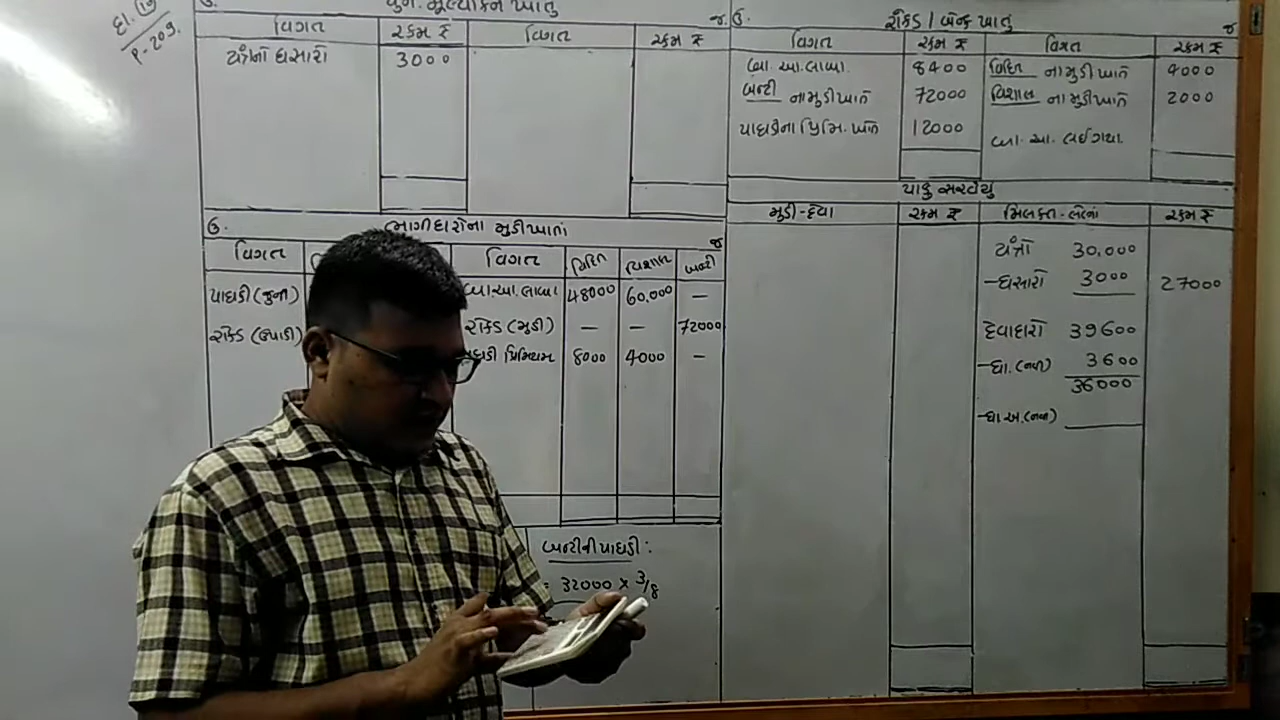 દા. 19
P-209.
ઉ. પુનઃ મૂલ્યાંકન ખાતુ જ
વિગત રકમ ₹ વિગત રકમ ₹
યંત્રોનો ઘસારો 3000
ઉ. રોકડ / બેન્ક ખાતુ જ
વિગત રકમ ₹ વિગત રકમ ₹
બા. આ. લાવ્યા. 8400 વિદિત ના મુડી ખાતે 4000
બન્ટી ના મુડી ખાતે 72000 વિશાલ ના મુડી ખાતે 2000
પાઘડીના પ્રિમિ. ખાતે 12000 બા. આ. લઈ ગયા.
ઉ. ભાગીદારોના મુડી ખાતાં જ
વિગત વિગત વિદિત વિશાલ બન્ટી
પાઘડી (જુની) બા. આ. લાવ્યા 48000 60,000 —
રોકડ (ઉપાડી) રોકડ (મુડી) — — 72000
પાઘડી પ્રિમિયમ 8000 4000 —
બન્ટીની પાઘડી :
= 32000 × 3/8
પાકુ સરવૈયું
મુડી - દેવા રકમ ₹ મિલકત - લેણાં રકમ ₹
યંત્રો 30,000
- ઘસારો 3000 27000
દેવાદારો 39600
- ઘા. (નવી) 3600
36000
- ઘા. અ. (નવી)